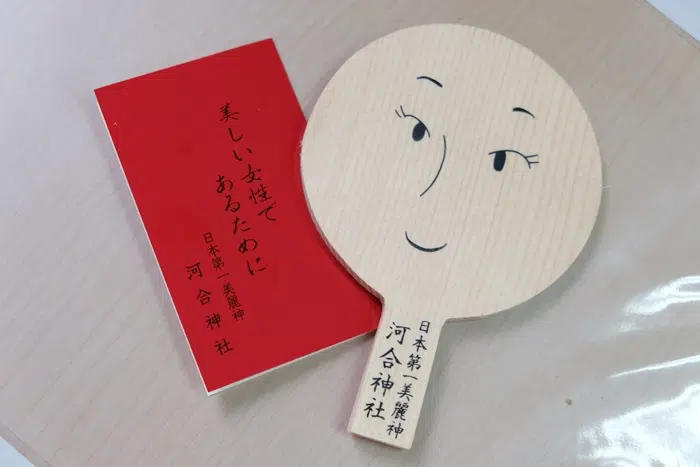 美しい女性で
あるために
日本第一美麗神
河合神社
日本第一美麗神
河合神社